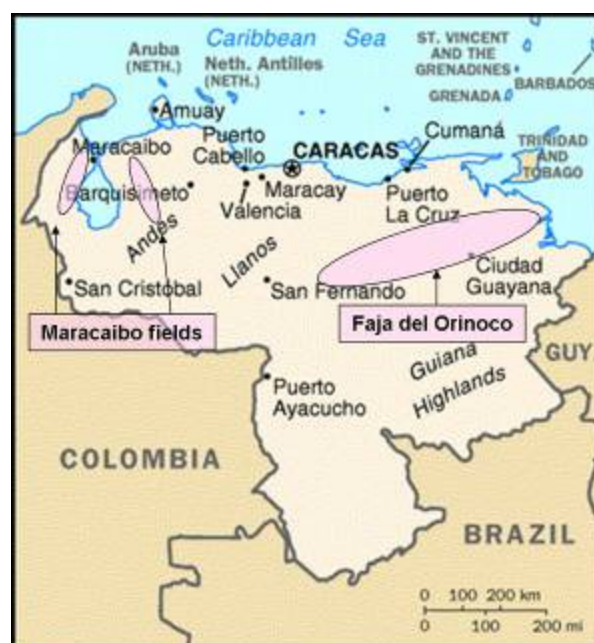 Caribbean Sea
Aruba
(NETH.)
Neth. Antilles
(NETH.)
ST. VINCENT
AND THE
GRENADINES
BARBADOS
GRENADA
Amuay
Puerto
Cabello
CARACAS
Cumaná
TRINIDAD
AND
TOBAGO
Maracaibo
Barquisimeto
Valencia
Maracay
Puerto
La Cruz
Andes
Llanos
San Cristóbal
San Fernando
Ciudad
Guayana
Maracaibo fields
Faja del Orinoco
GUY
Guiana
Highlands
Puerto
Ayacucho
COLOMBIA
BRAZIL
0 100 200 km
0 100 200 mi